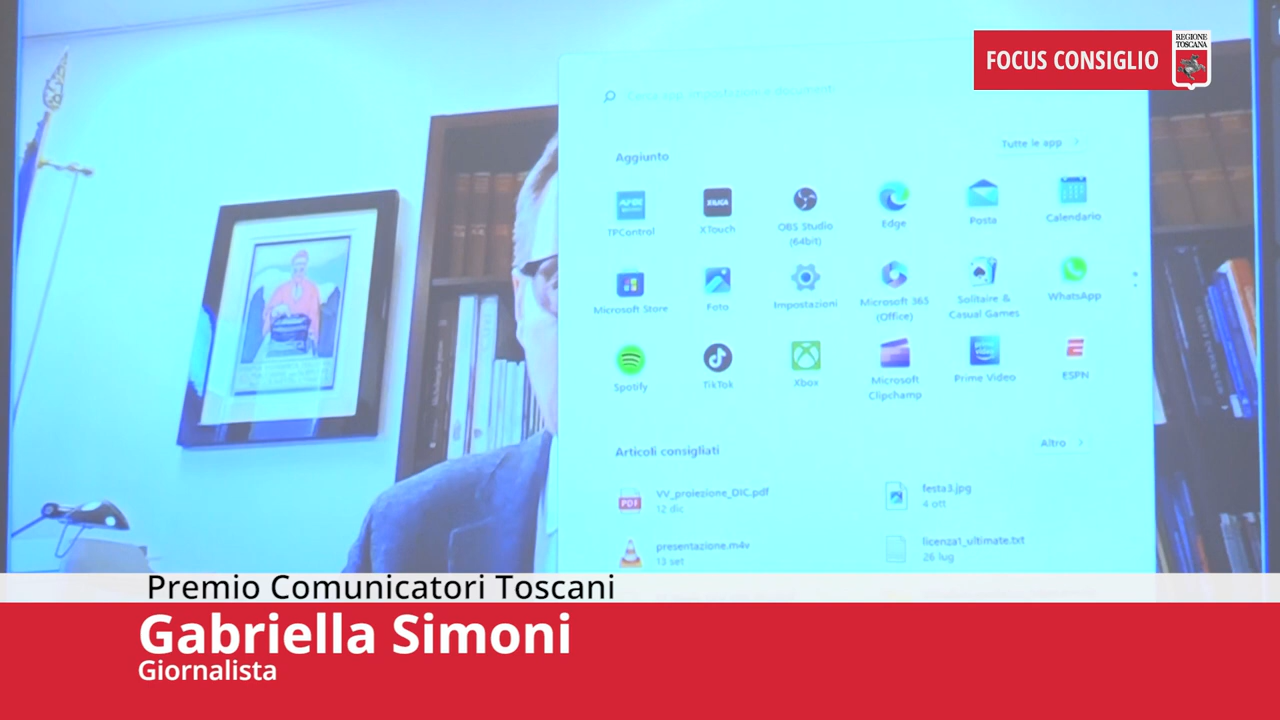 FOCUS CONSIGLIO
REGIONE
TOSCANA
Tutte le app
Aggiunto
TPControl
XTouch
OBS Studio
(64bit)
Edge
Posta
Calendario
Microsoft Store
Foto
Impostazioni
Microsoft 365
(Office)
Solitaire &
Casual Games
WhatsApp
Spotify
TikTok
Xbox
Microsoft
Clipchamp
Prime Video
ESPN
Articoli consigliati
Altro
PDF
VV_proiezione_DIC.pdf
12 dic
festa3.jpg
4 ott
presentazione.m4v
13 set
licenza1_ultimate.txt
26 lug
Premio Comunicatori Toscani
Gabriella Simoni
Giornalista